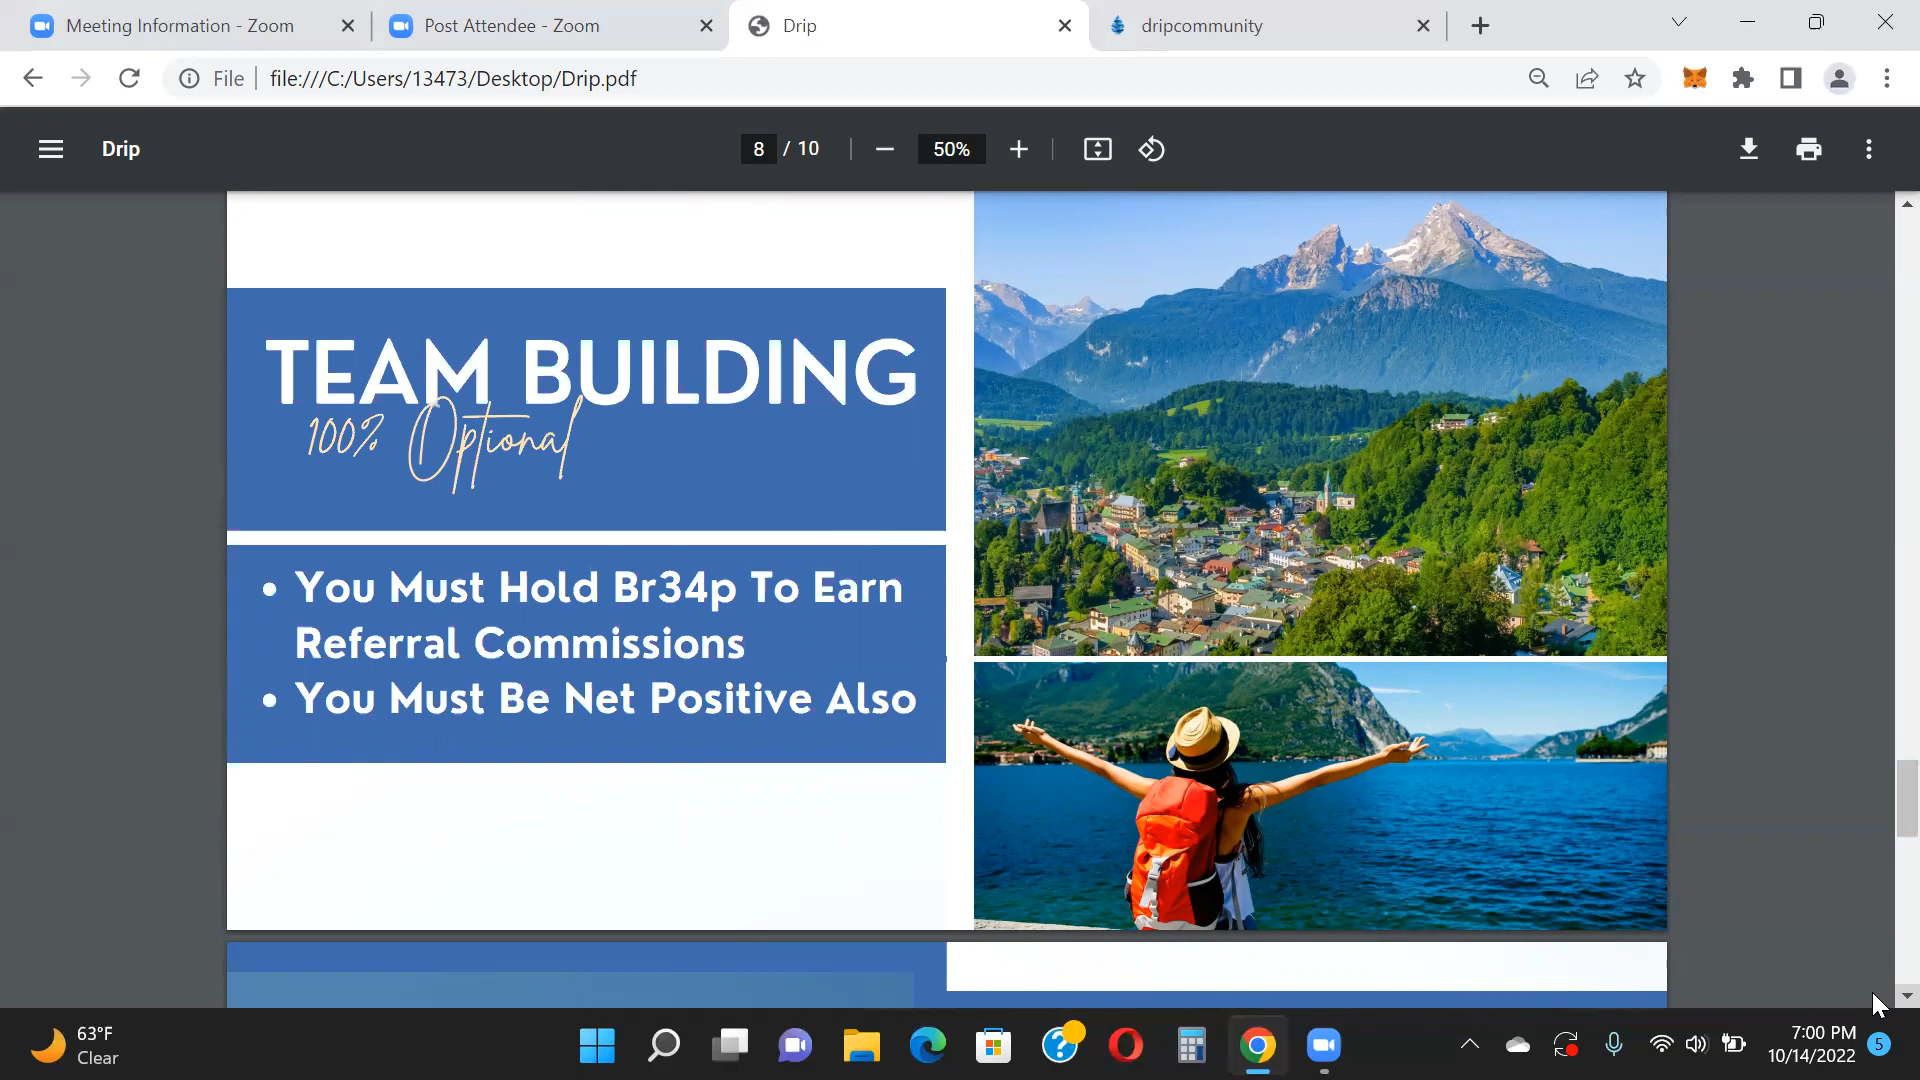 Meeting Information - Zoom
Post Attendee - Zoom
Drip
dripcommunity
File
file:///C:/Users/13473/Desktop/Drip.pdf
Drip
8 / 10
50%
TEAM BUILDING
100% Optional
• You Must Hold Br34p To Earn
Referral Commissions
• You Must Be Net Positive Also
63°F
Clear
7:00 PM
10/14/2022
5